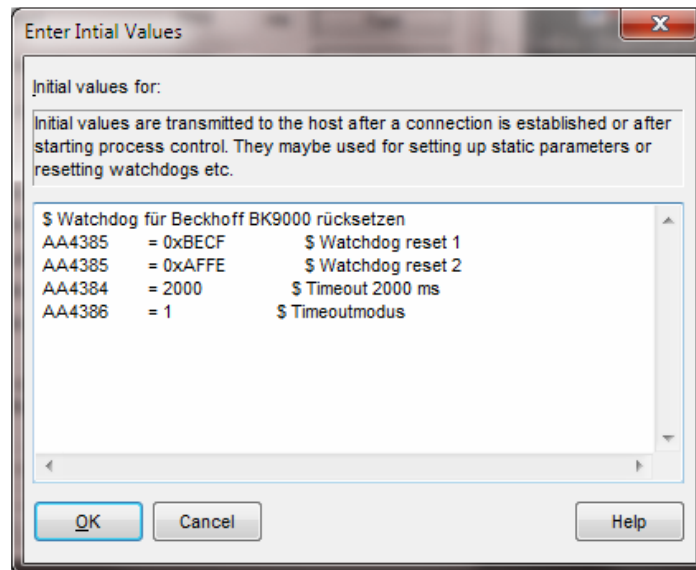 Enter Intial Values
Initial values for:
Initial values are transmitted to the host after a connection is established or after
starting process control. They maybe used for setting up static parameters or
resetting watchdogs etc.
$ Watchdog für Beckhoff BK9000 rücksetzen
AA4385 = 0xBECF $ Watchdog reset 1
AA4385 = 0xAFFE $ Watchdog reset 2
AA4384 = 2000 $ Timeout 2000 ms
AA4386 = 1 $ Timeoutmodus
OK Cancel Help